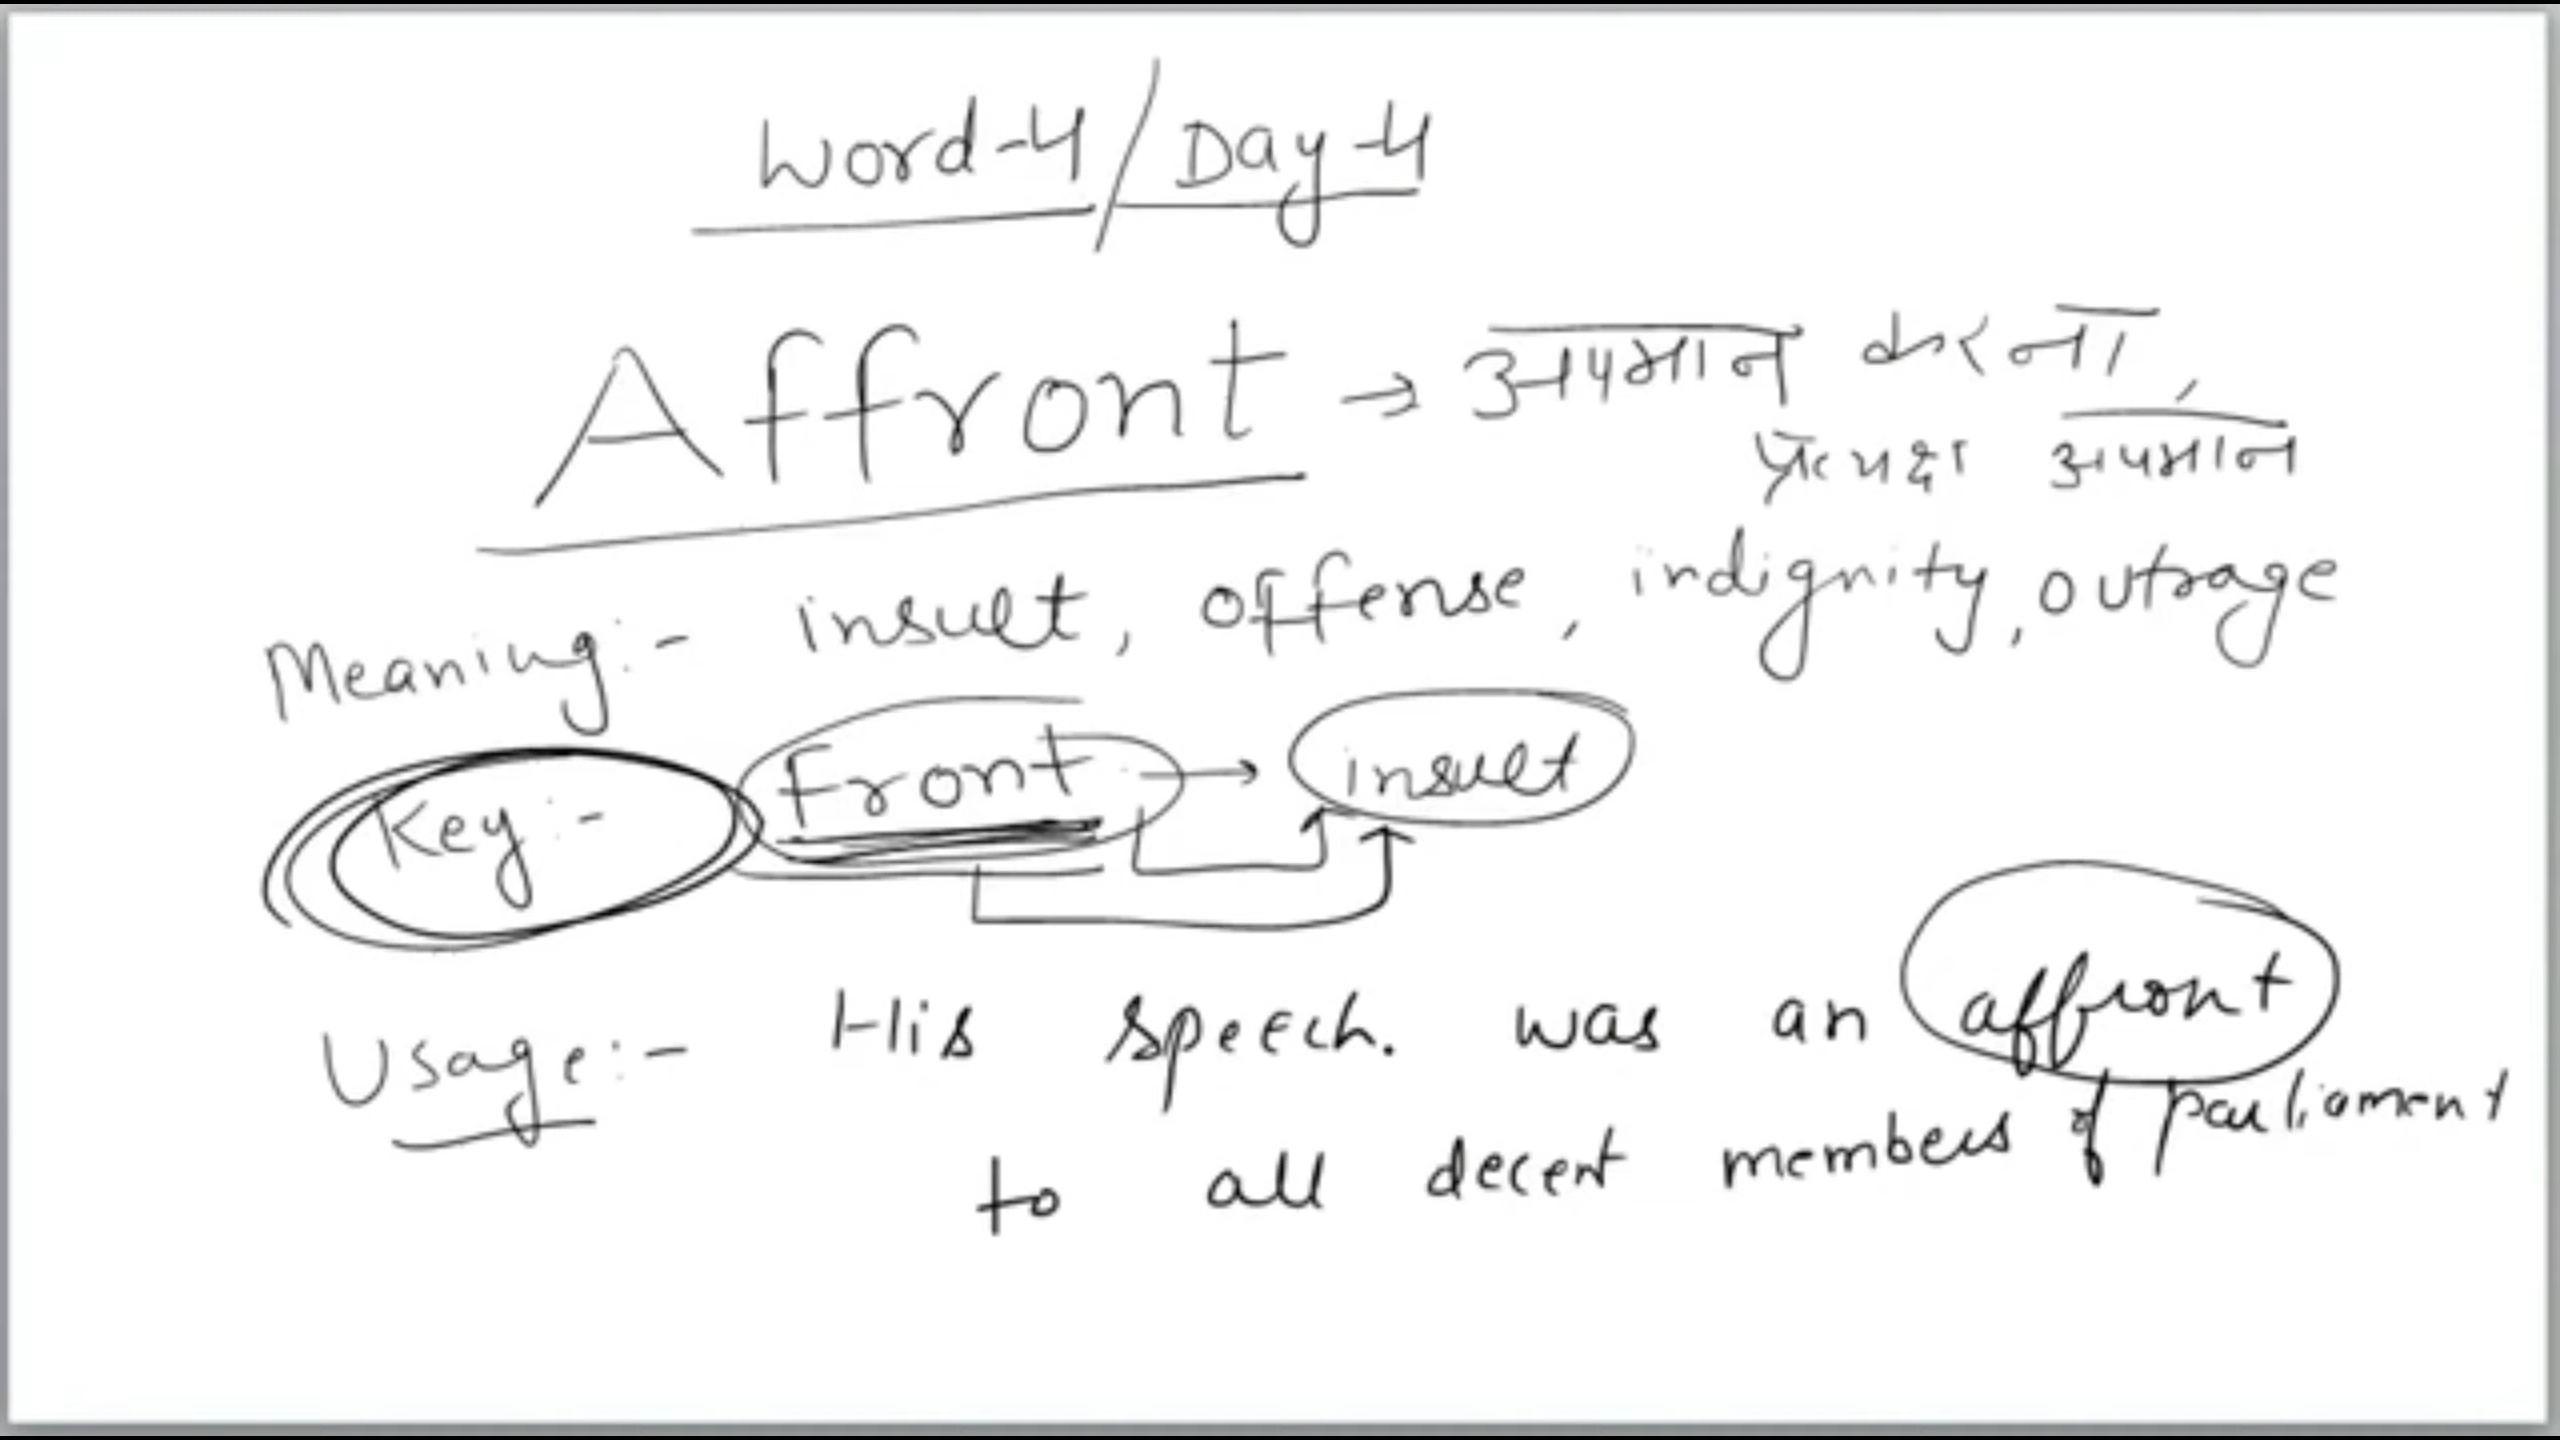 Word-4/Day-4
Affront → अपमान करना,
प्रत्यक्ष अपमान
Meaning:- insult, offense, indignity, outrage
Key:- Front → insult
Usage:- His speech. was an affront
to all decent members of parliament